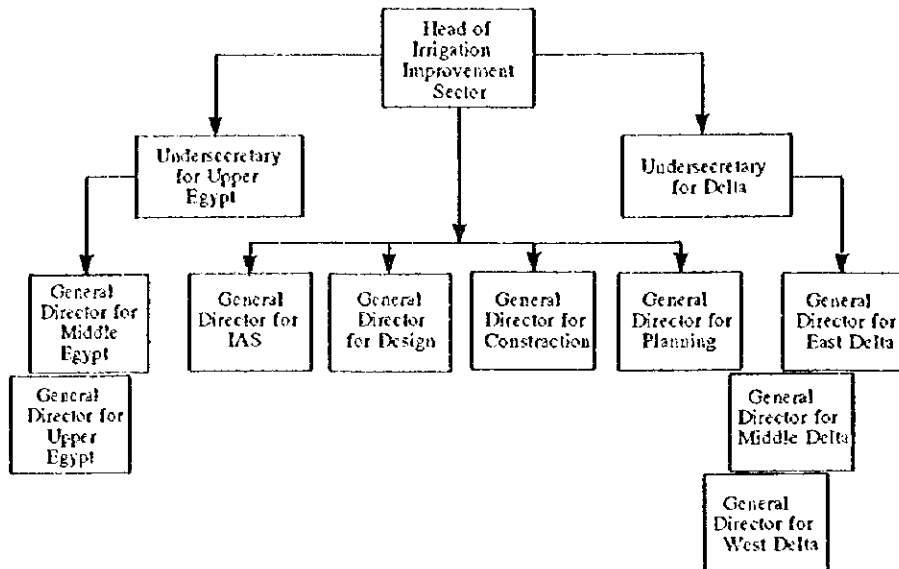 Head of
Irrigation
Improvement
Sector
Undersecretary
for Upper
Egypt
Undersecretary
for Delta
General
Director for
Middle
Egypt
General
Director for
IAS
General
Director
for Design
General
Director for
Constraction
General
Director for
Planning
General
Director for
East Delta
General
Director for
Upper
Egypt
General
Director for
Middle Delta
General
Director for
West Delta